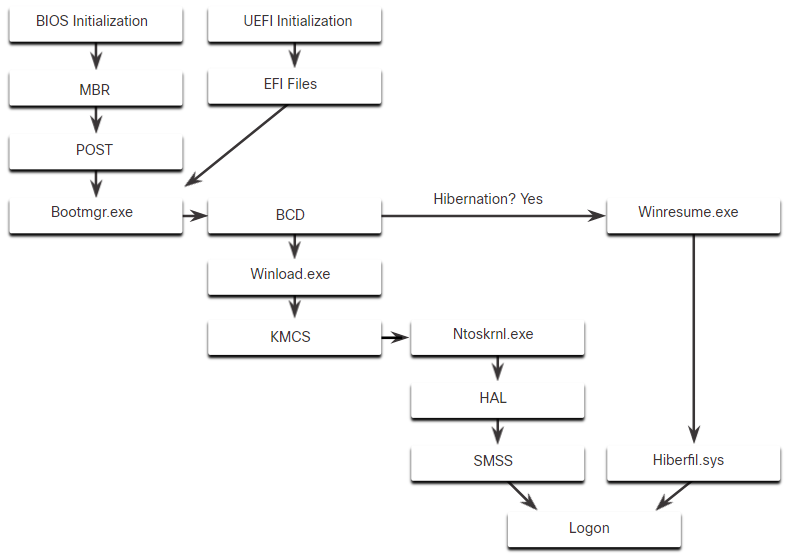 BIOS Initialization
UEFI Initialization
MBR
EFI Files
POST
Bootmgr.exe
BCD
Hibernation? Yes
Winresume.exe
Winload.exe
KMCS
Ntoskrnl.exe
HAL
SMSS
Hiberfil.sys
Logon